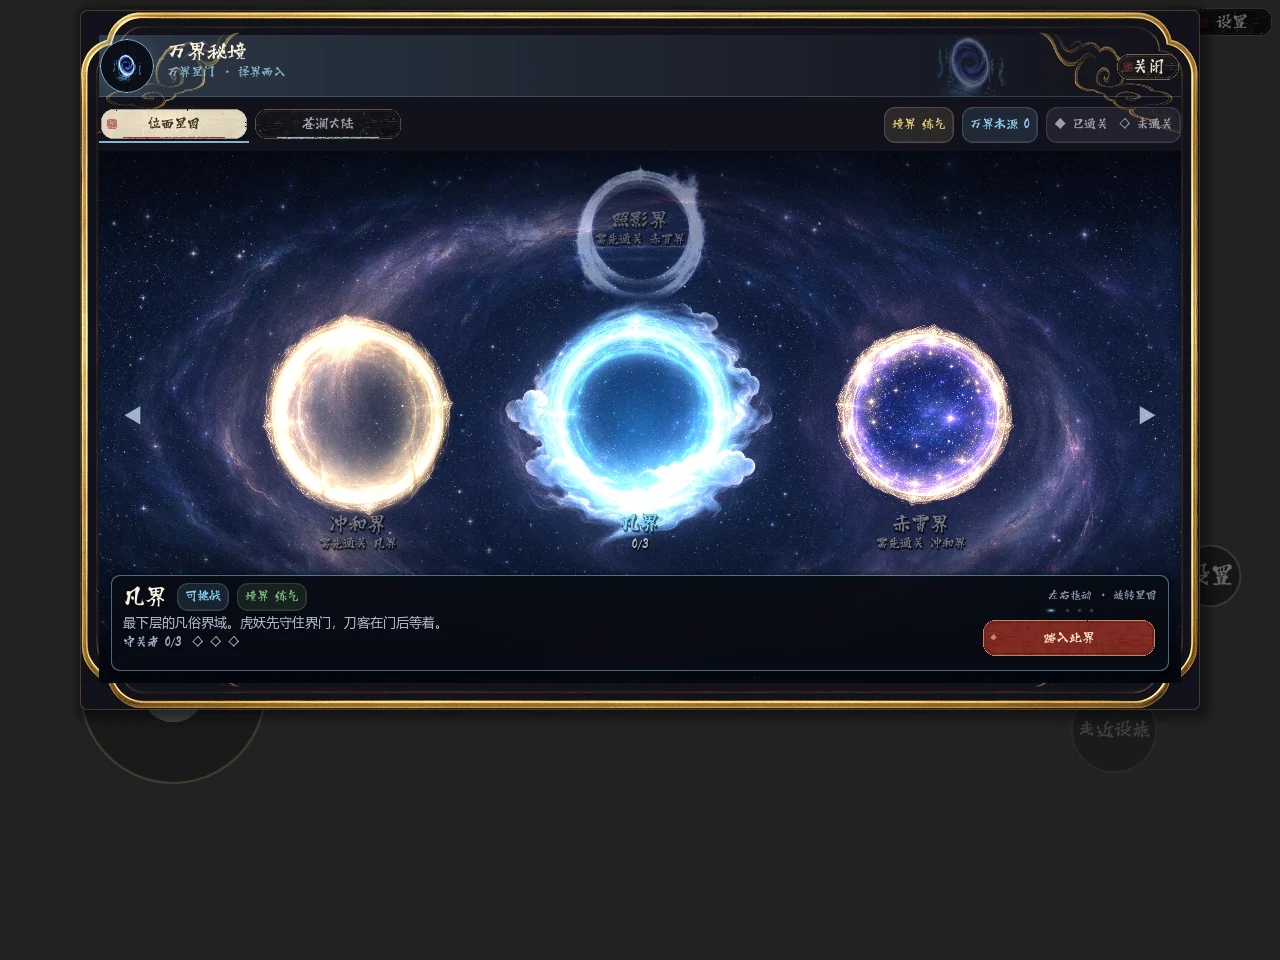 设置
万界秘境
万界星门 · 择界而入
关闭
位面星图
苍澜大陆
境界 练气
万界本源 0
◆ 已通关 ◇ 未通关
照影界
需先通关 赤霄界
冲和界
需先通关 凡界
凡界
0/3
赤霄界
需先通关 冲和界
凡界
可挑战
境界 练气
左右拖动 · 旋转星图
最下层的凡俗界域。虎妖先守住界门，刀客在门后等着。
守关者 0/3 ◇ ◇ ◇
踏入此界
置
走近设施